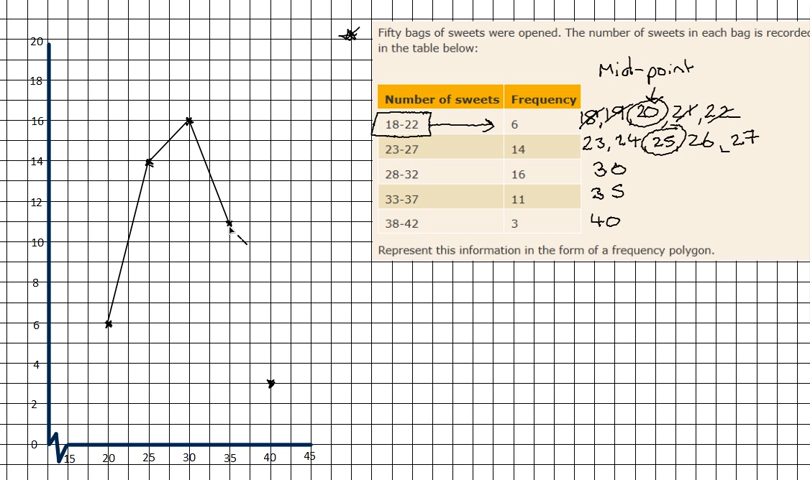 Fifty bags of sweets were opened. The number of sweets in each bag is recorded
in the table below:
Mid-point
Number of sweets Frequency
18-22 6 18, 19, 20, 21, 22
23-27 14 23, 24, 25, 26, 27
28-32 16 30
33-37 11 35
38-42 3 40
Represent this information in the form of a frequency polygon.
20
18
16
14
12
10
8
6
4
2
0
15 20 25 30 35 40 45